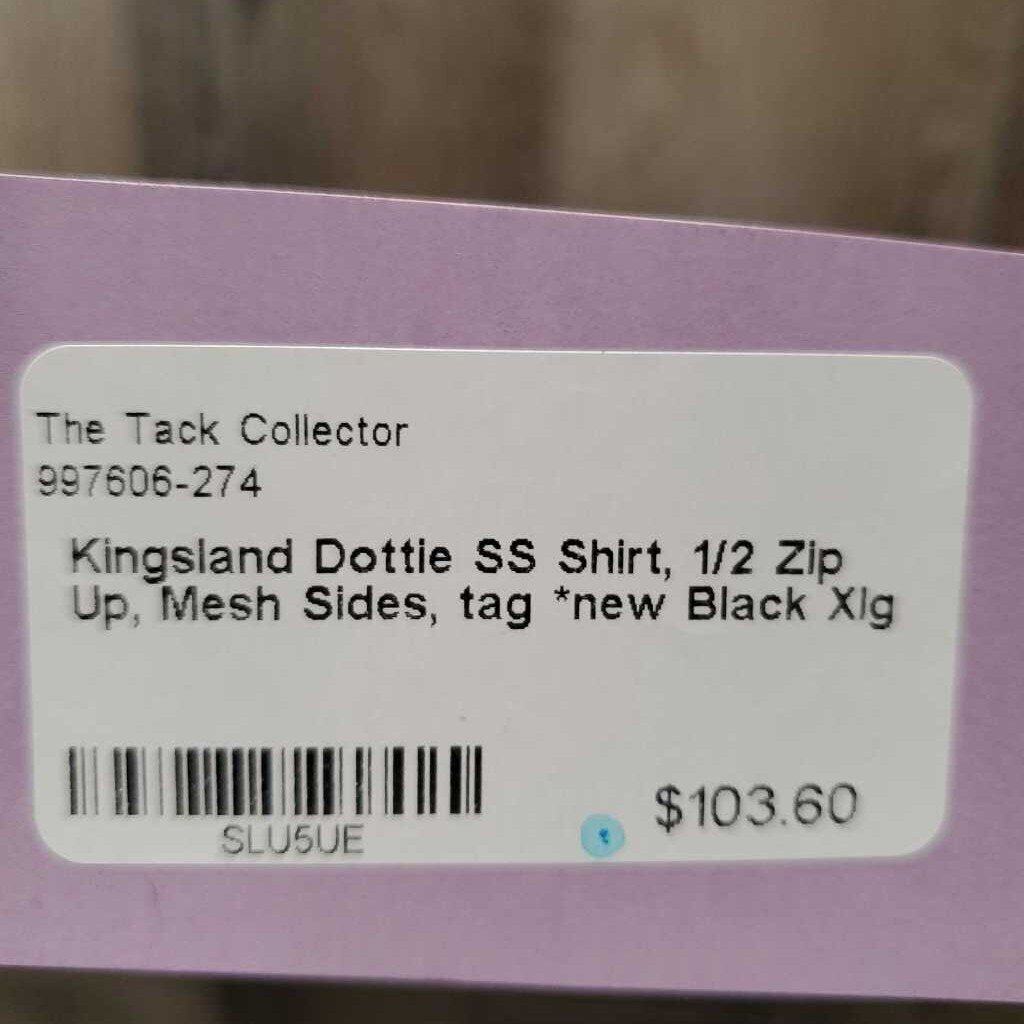 The Tack Collector
997606-274
Kingsland Dottie SS Shirt, 1/2 Zip
Up, Mesh Sides, tag *new Black Xlg
SLU5UE
$103.60